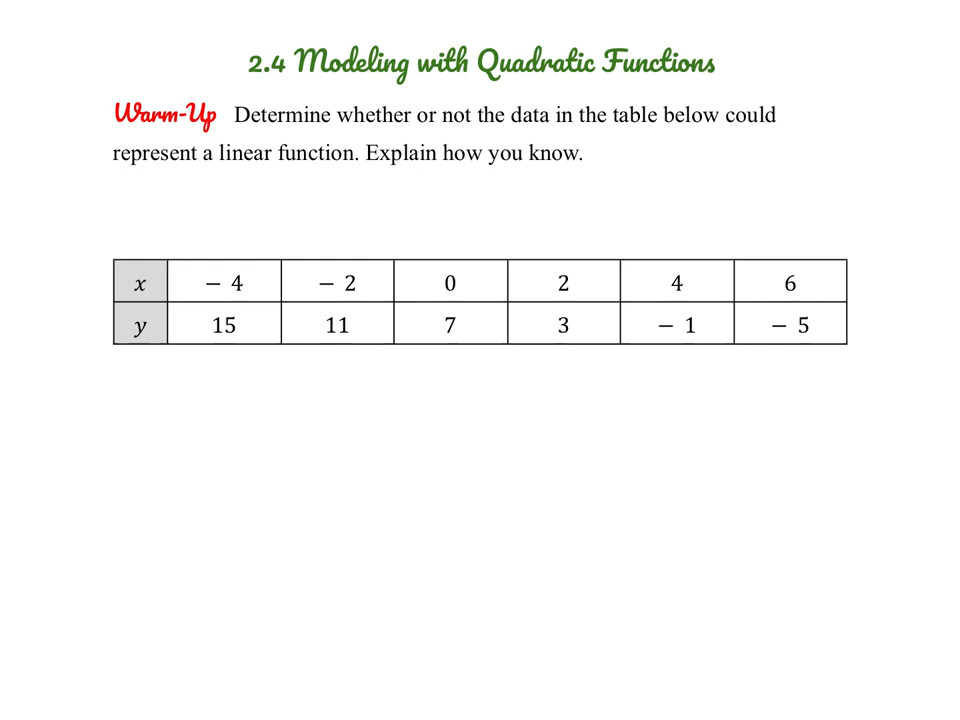 2.4 Modeling with Quadratic Functions
Warm-Up Determine whether or not the data in the table below could
represent a linear function. Explain how you know.
x − 4 − 2 0 2 4 6
y 15 11 7 3 − 1 − 5